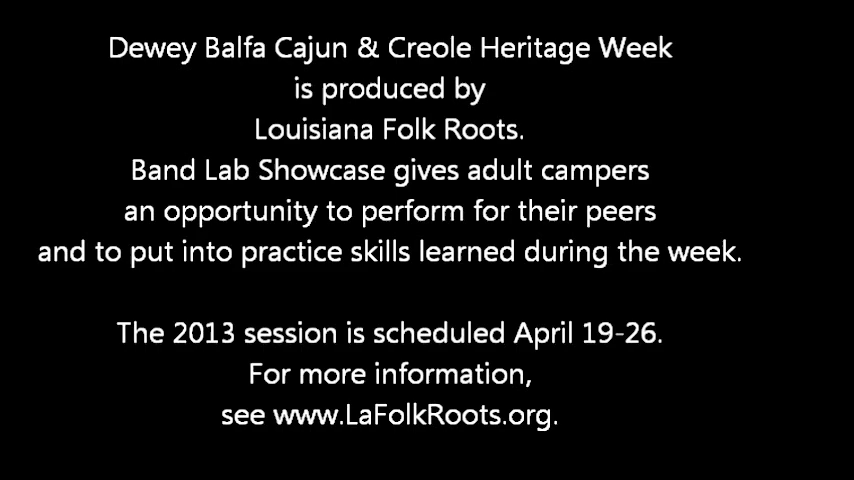 Dewey Balfa Cajun & Creole Heritage Week
is produced by
Louisiana Folk Roots.
Band Lab Showcase gives adult campers
an opportunity to perform for their peers
and to put into practice skills learned during the week.
The 2013 session is scheduled April 19-26.
For more information,
see www.LaFolkRoots.org.